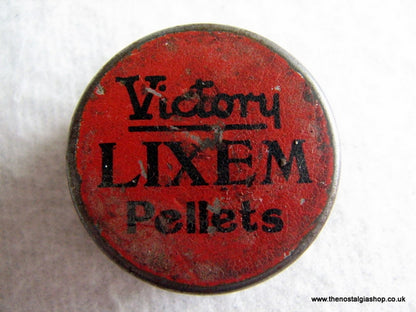 Victory
LIXEM
Pellets
www.thenostalgiashop.co.uk